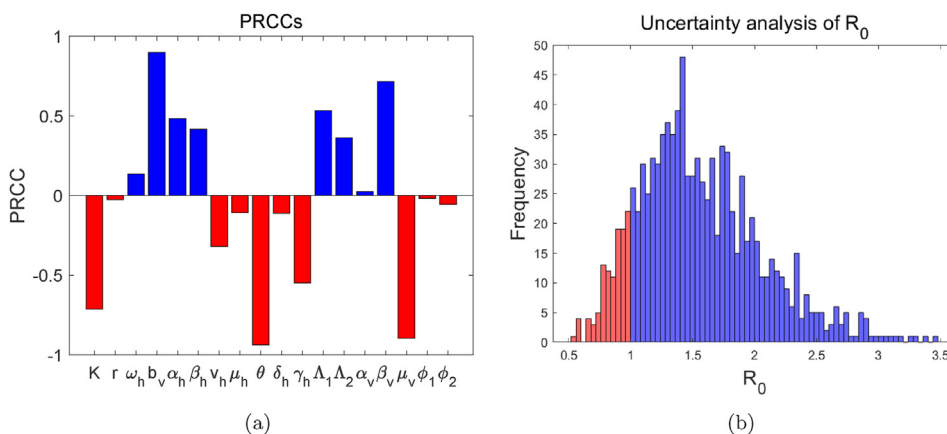 PRCCs
1
0.5
0
-0.5
-1
PRCC
K r ω_h b_v α_h β_h v_h μ_h θ δ_h γ_h Λ_1 Λ_2 α_v β_v μ_v ϕ_1 ϕ_2
(a)
Uncertainty analysis of R_0
50
45
40
35
30
25
20
15
10
5
0
Frequency
0.5 1 1.5 2 2.5 3 3.5
R_0
(b)